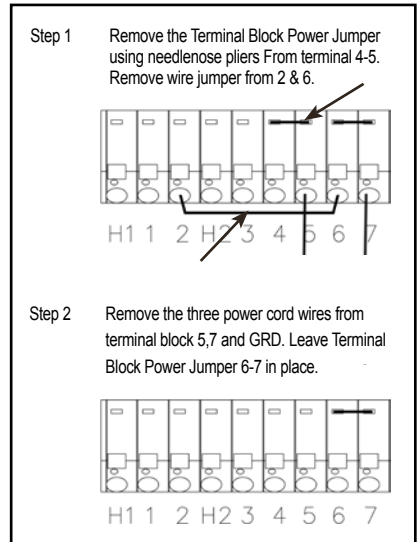 Step 1 Remove the Terminal Block Power Jumper
using needlenose pliers From terminal 4-5.
Remove wire jumper from 2 & 6.
H1 1 2 H2 3 4 5 6 7
Step 2 Remove the three power cord wires from
terminal block 5,7 and GRD. Leave Terminal
Block Power Jumper 6-7 in place.
H1 1 2 H2 3 4 5 6 7